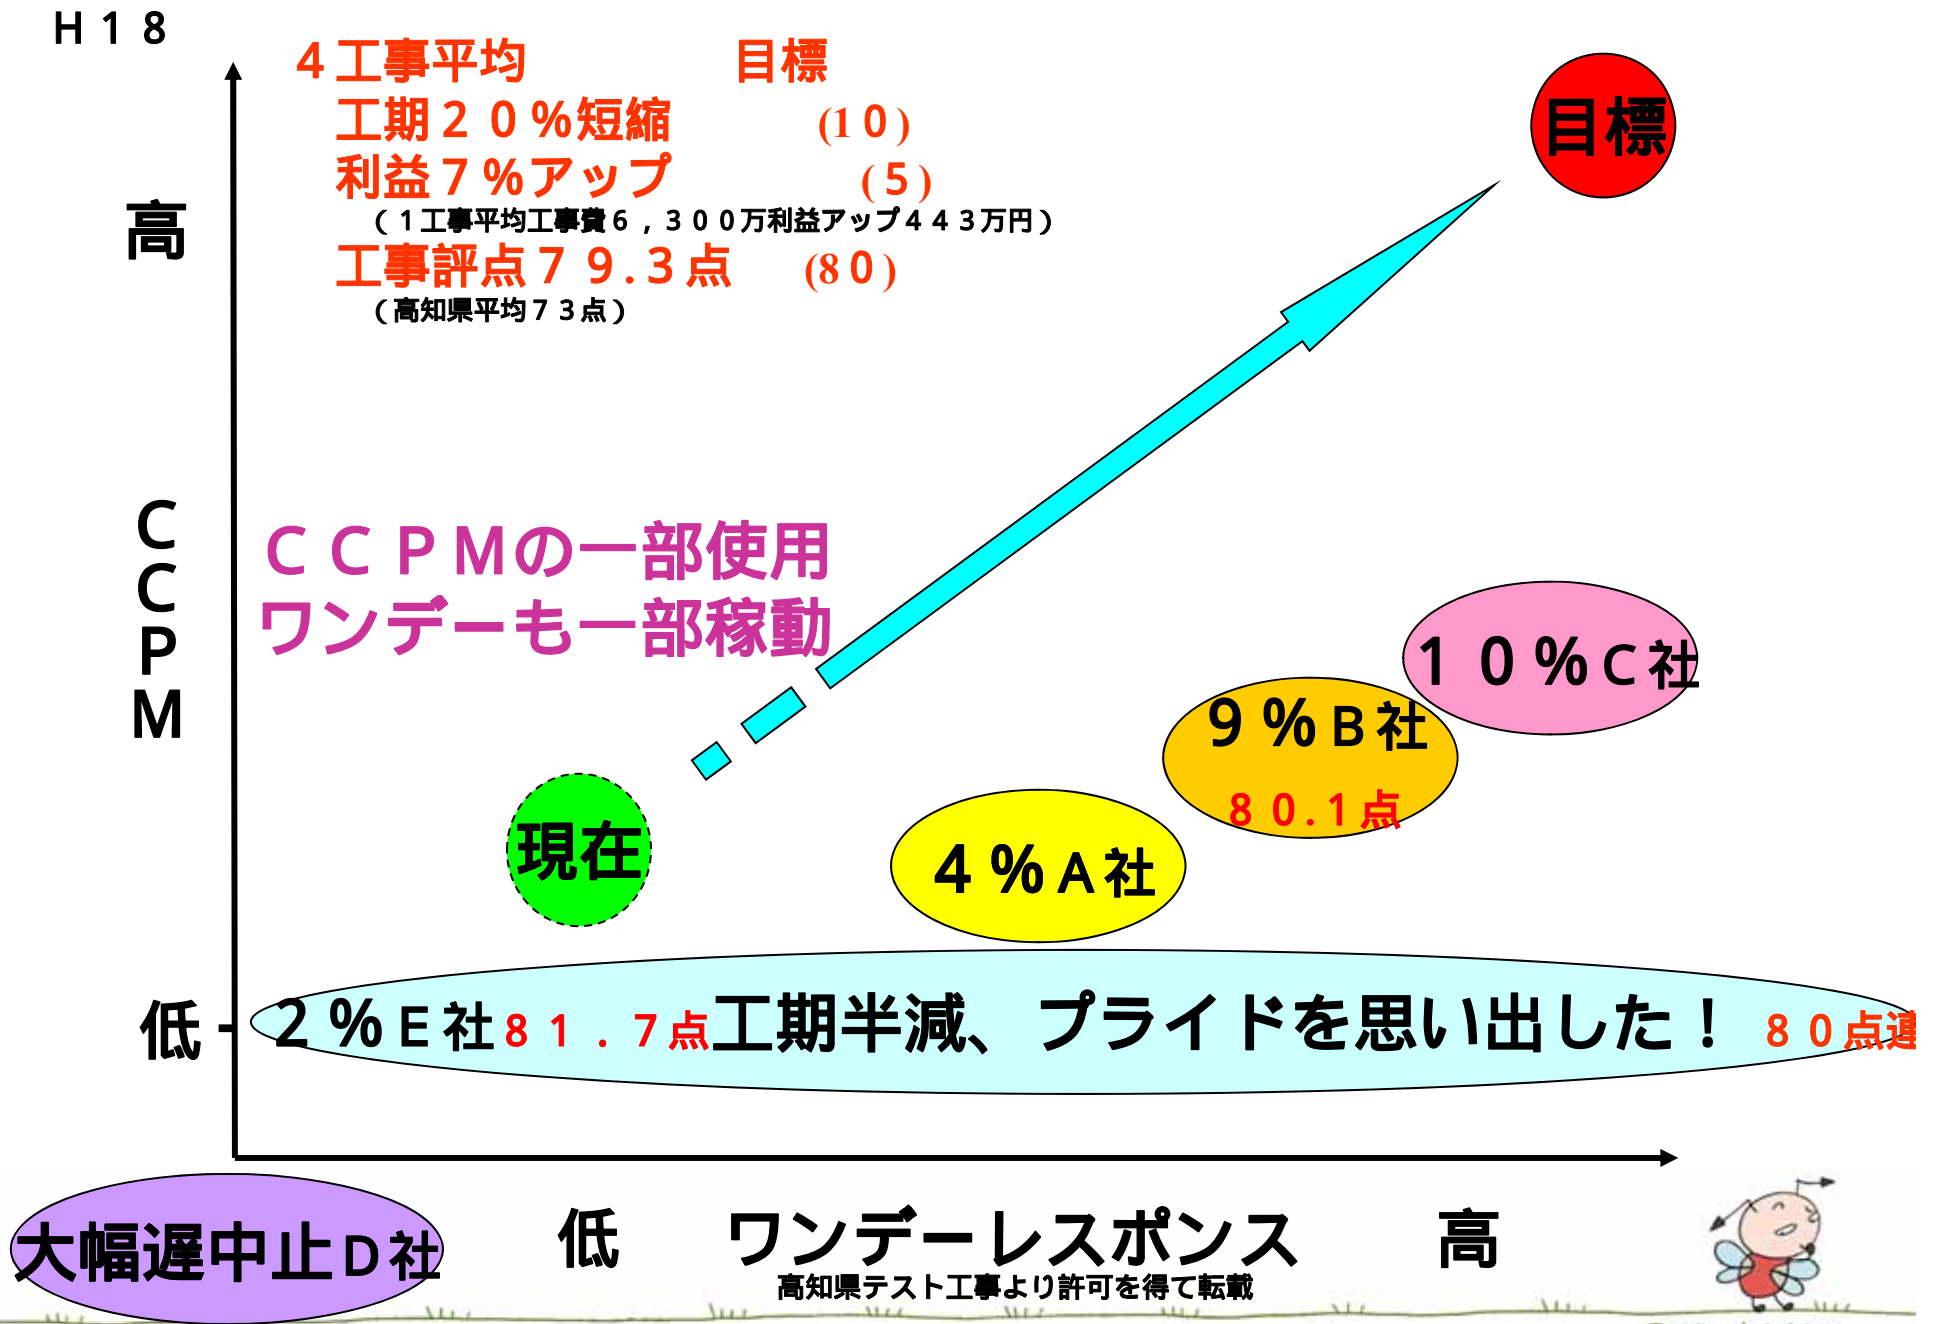 Ｈ１８
４工事平均　目標
工期２０％短縮　(1０)
利益７％アップ　(５)
（１工事平均工事費６，３００万利益アップ４４３万円）
工事評点７９.３点　(8０)
（高知県平均７３点）
目標
高
ＣＣＰＭ
低
ＣＣＰＭの一部使用
ワンデーも一部稼動
１０％Ｃ社
９％Ｂ社
８０.１点
現在
４％Ａ社
２％Ｅ社８１．７点工期半減、プライドを思い出した！　８０点連
大幅遅中止Ｄ社
低　ワンデーレスポンス　高
高知県テスト工事より許可を得て転載